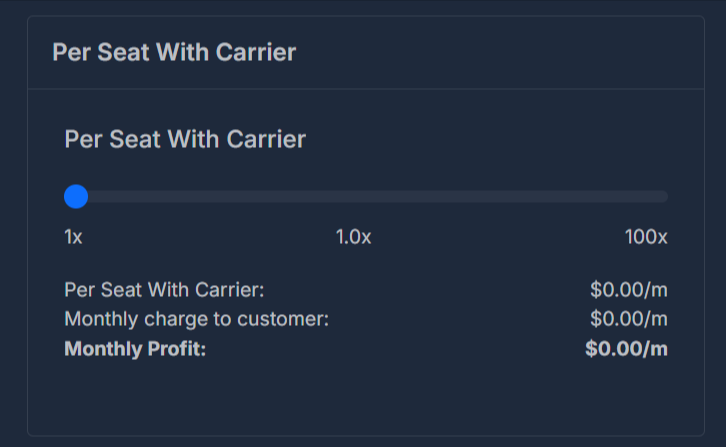 Per Seat With Carrier
Per Seat With Carrier
1x 1.0x 100x
Per Seat With Carrier: $0.00/m
Monthly charge to customer: $0.00/m
Monthly Profit: $0.00/m